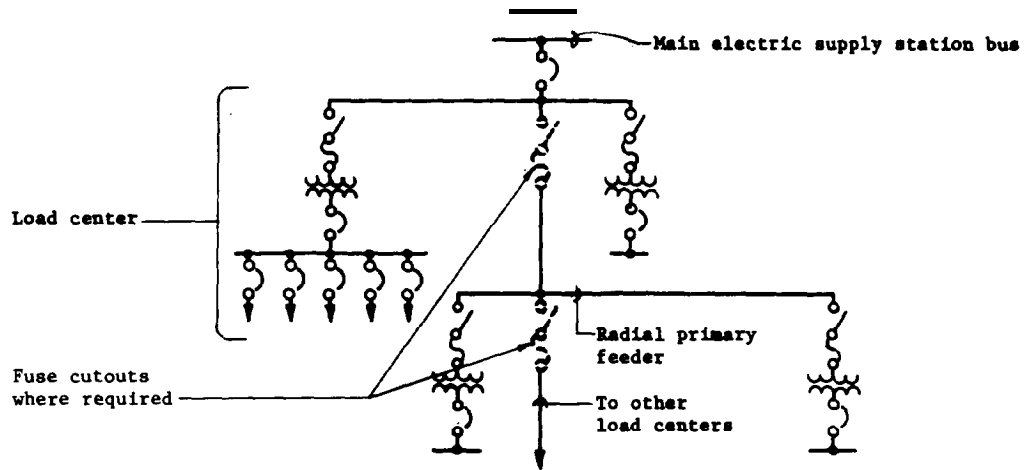 Main electric supply station bus
Load center
Radial primary
feeder
Fuse cutouts
where required
To other
load centers